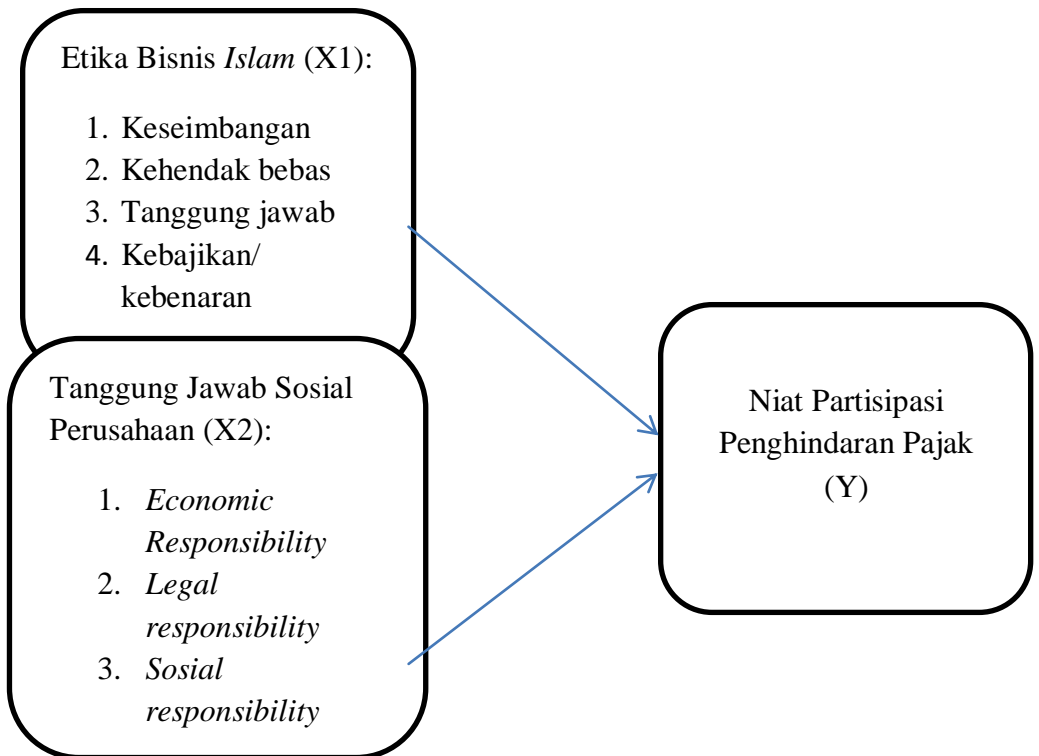 Etika Bisnis Islam (X1):
1. Keseimbangan
2. Kehendak bebas
3. Tanggung jawab
4. Kebajikan/
kebenaran
Tanggung Jawab Sosial
Perusahaan (X2):
1. Economic
Responsibility
2. Legal
responsibility
3. Sosial
responsibility
Niat Partisipasi
Penghindaran Pajak
(Y)